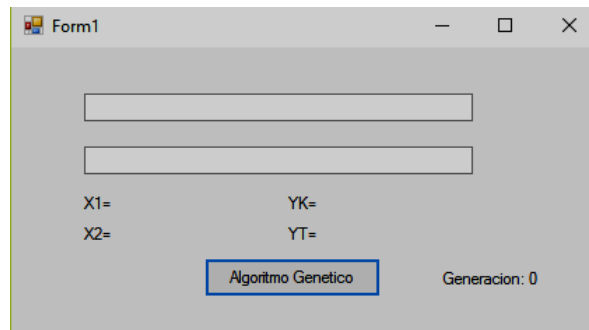 Form1
X1=
YK=
X2=
YT=
Algoritmo Genetico
Generacion: 0